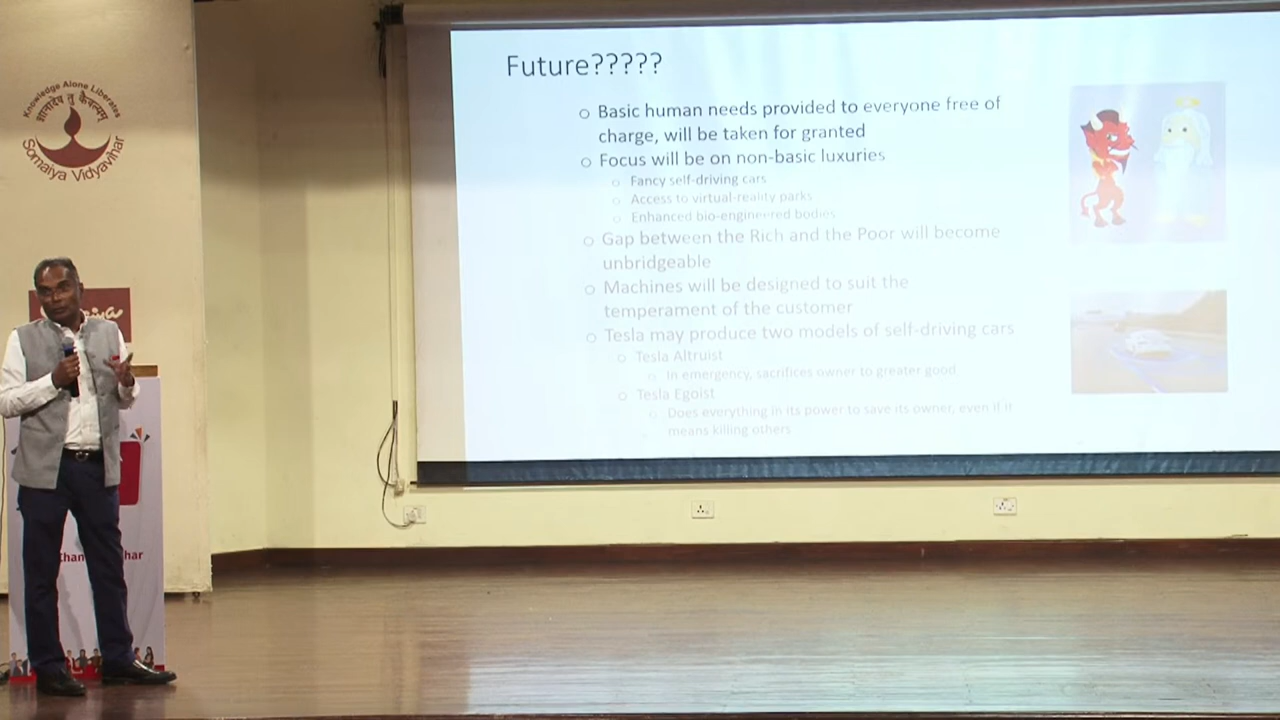 Knowledge Alone Liberates
ज्ञानादेव तु कैवल्यम्
Somaiya Vidyavihar
Future?????
Basic human needs provided to everyone free of
charge, will be taken for granted
Focus will be on non-basic luxuries
Fancy self-driving cars
Access to virtual-reality parks
Enhanced bio-engineered bodies
Gap between the Rich and the Poor will become
unbridgeable
Machines will be designed to suit the
temperament of the customer
Tesla may produce two models of self-driving cars
Tesla Altruist
In emergency, sacrifices owner to greater good
Tesla Egoist
Does everything in its power to save its owner, even if it
means killing others